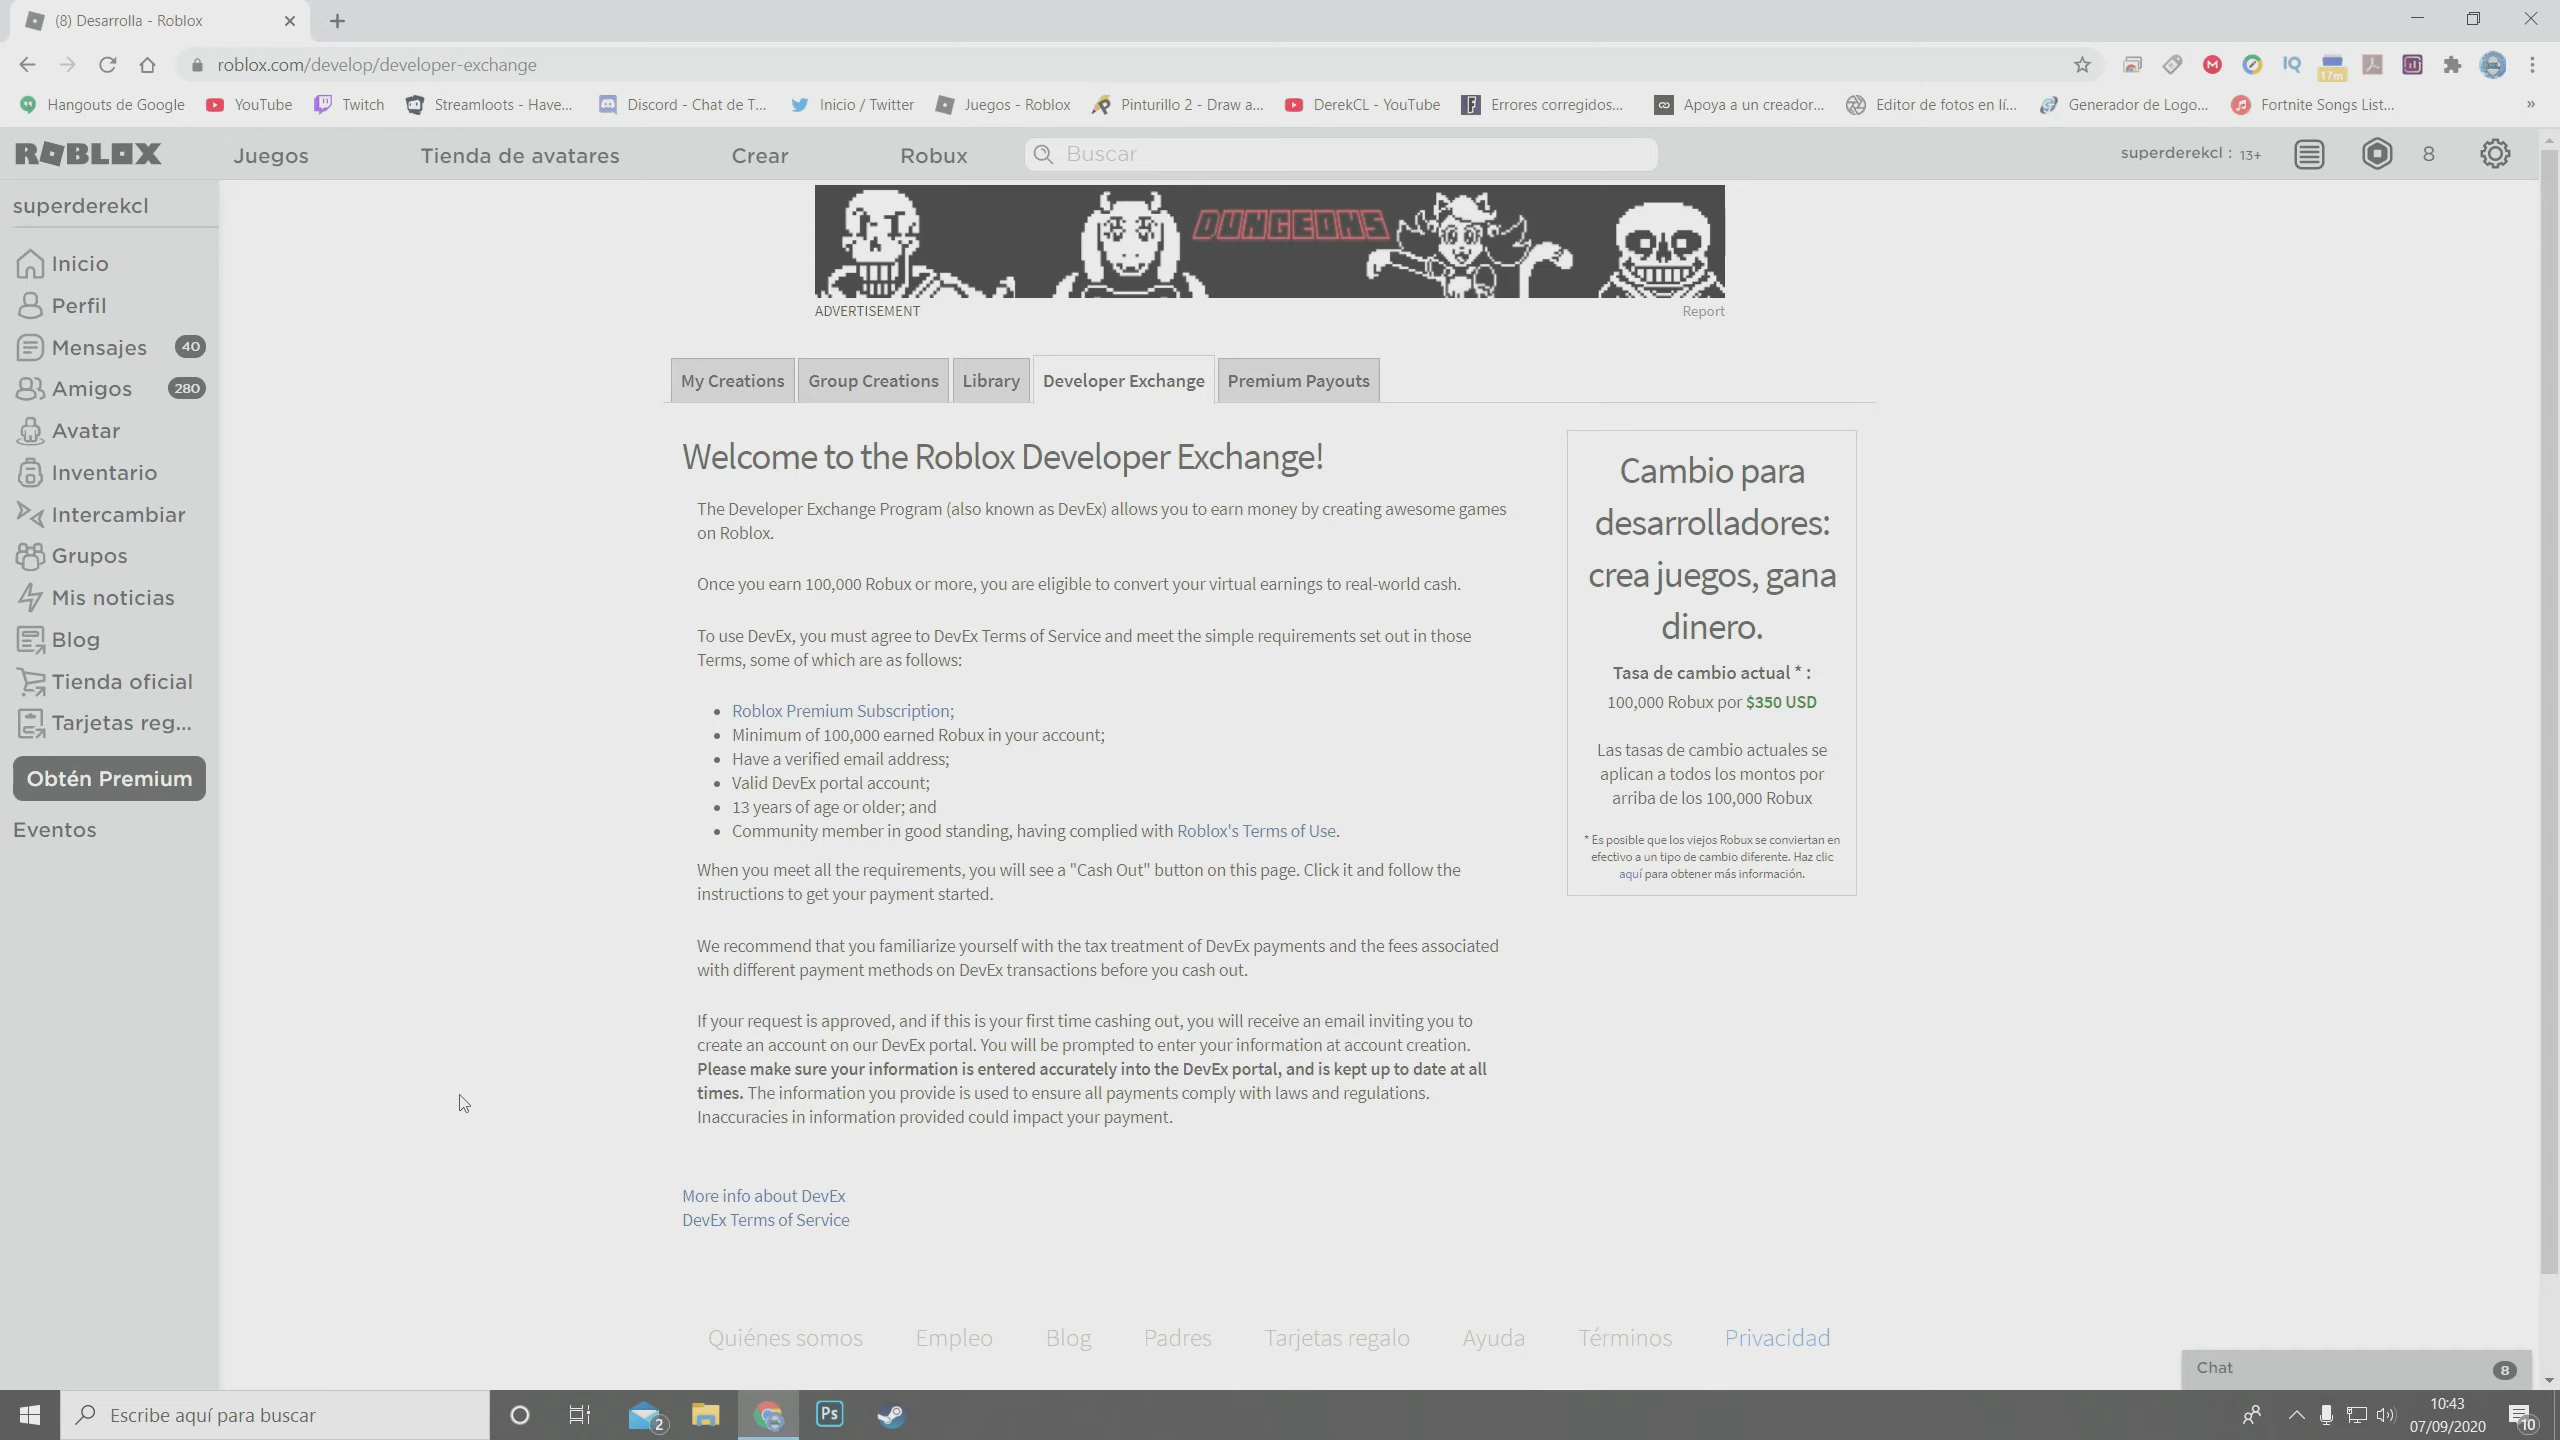 (8) Desarrolla - Roblox
roblox.com/develop/developer-exchange
17m
Hangouts de Google
YouTube
Twitch
Streamloots - Have...
Discord - Chat de T...
Inicio / Twitter
Juegos - Roblox
Pinturillo 2 - Draw a...
DerekCL - YouTube
Errores corregidos...
Apoya a un creador...
Editor de fotos en lí...
Generador de Logo...
Fortnite Songs List...
»
ROBLOX
Juegos
Tienda de avatares
Crear
Robux
Buscar
superderekcl : 13+
8
superderekcl
Inicio
Perfil
Mensajes 40
Amigos 280
Avatar
Inventario
Intercambiar
Grupos
Mis noticias
Blog
Tienda oficial
Tarjetas reg...
Obtén Premium
Eventos
DUNGEONS
ADVERTISEMENT
Report
My Creations
Group Creations
Library
Developer Exchange
Premium Payouts
Welcome to the Roblox Developer Exchange!
The Developer Exchange Program (also known as DevEx) allows you to earn money by creating awesome games
on Roblox.
Once you earn 100,000 Robux or more, you are eligible to convert your virtual earnings to real-world cash.
To use DevEx, you must agree to DevEx Terms of Service and meet the simple requirements set out in those
Terms, some of which are as follows:
• Roblox Premium Subscription;
• Minimum of 100,000 earned Robux in your account;
• Have a verified email address;
• Valid DevEx portal account;
• 13 years of age or older; and
• Community member in good standing, having complied with Roblox's Terms of Use.
When you meet all the requirements, you will see a "Cash Out" button on this page. Click it and follow the
instructions to get your payment started.
We recommend that you familiarize yourself with the tax treatment of DevEx payments and the fees associated
with different payment methods on DevEx transactions before you cash out.
If your request is approved, and if this is your first time cashing out, you will receive an email inviting you to
create an account on our DevEx portal. You will be prompted to enter your information at account creation.
Please make sure your information is entered accurately into the DevEx portal, and is kept up to date at all
times. The information you provide is used to ensure all payments comply with laws and regulations.
Inaccuracies in information provided could impact your payment.
More info about DevEx
DevEx Terms of Service
Cambio para
desarrolladores:
crea juegos, gana
dinero.
Tasa de cambio actual * :
100,000 Robux por $350 USD
Las tasas de cambio actuales se
aplican a todos los montos por
arriba de los 100,000 Robux
* Es posible que los viejos Robux se conviertan en
efectivo a un tipo de cambio diferente. Haz clic
aquí para obtener más información.
Quiénes somos
Empleo
Blog
Padres
Tarjetas regalo
Ayuda
Términos
Privacidad
Chat
8
Escribe aquí para buscar
2
Ps
10:43
07/09/2020
10